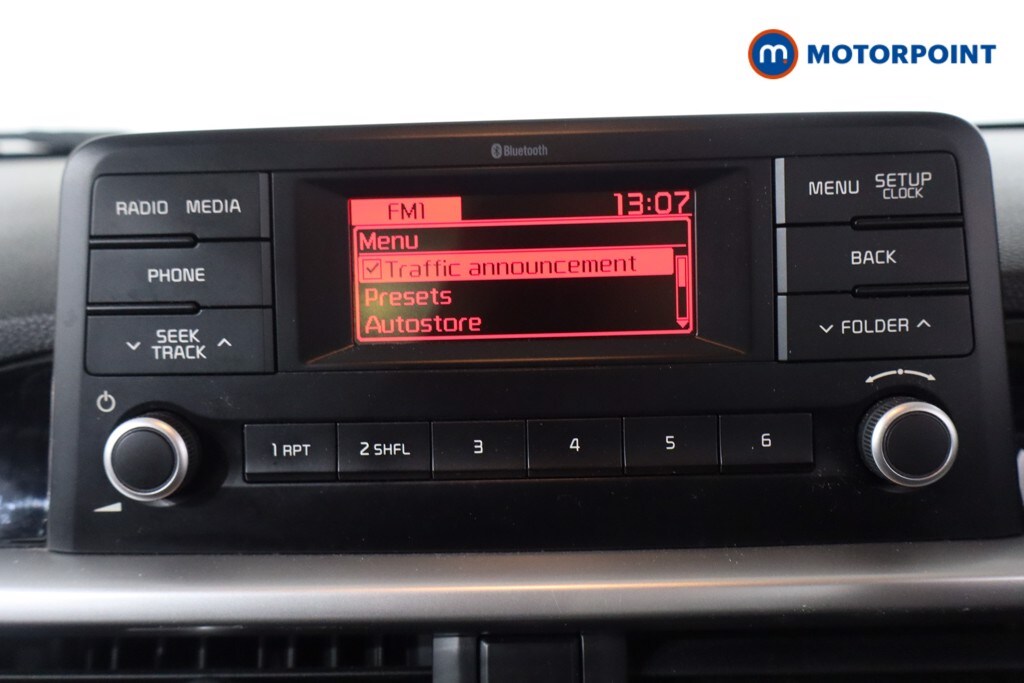 m MOTORPOINT
Bluetooth
RADIO MEDIA
PHONE
SEEK
TRACK
FM1 13:07
Menu
Traffic announcement
Presets
Autostore
MENU SETUP
CLOCK
BACK
FOLDER
1 RPT 2 SHFL 3 4 5 6